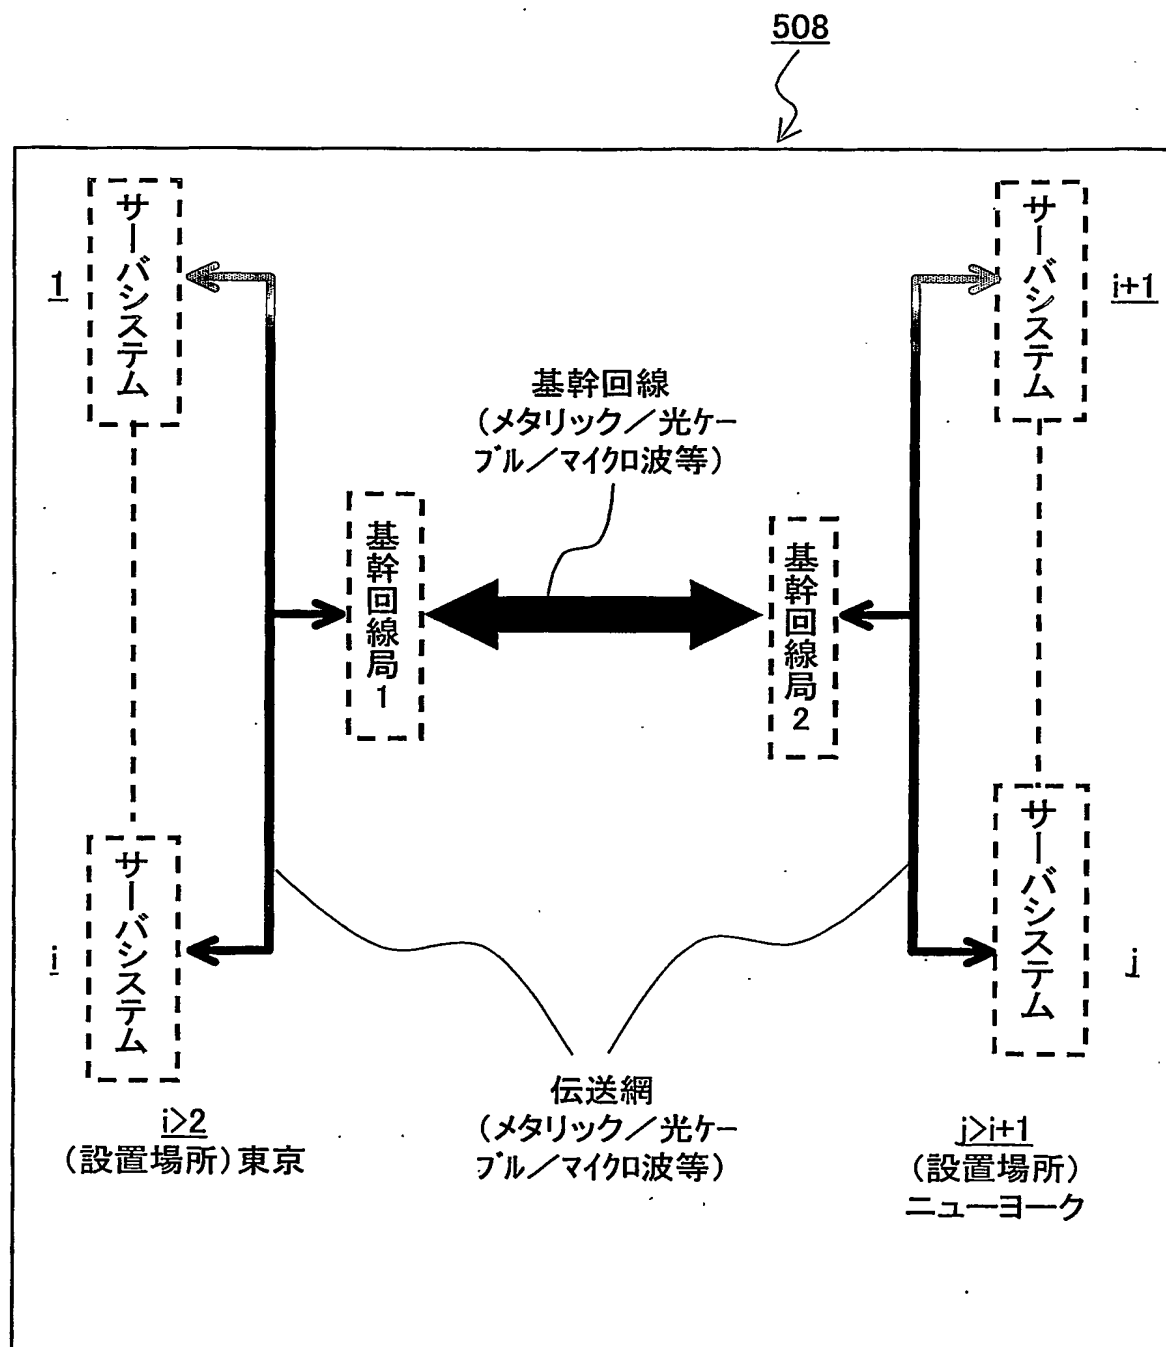 508
サーバシステム
1
サーバシステム
i+1
基幹回線
(メタリック／光ケー
ブル／マイクロ波等)
基幹回線局1
基幹回線局2
サーバシステム
i
サーバシステム
j
伝送網
(メタリック／光ケー
ブル／マイクロ波等)
i>2
(設置場所)東京
j>i+1
(設置場所)
ニューヨーク